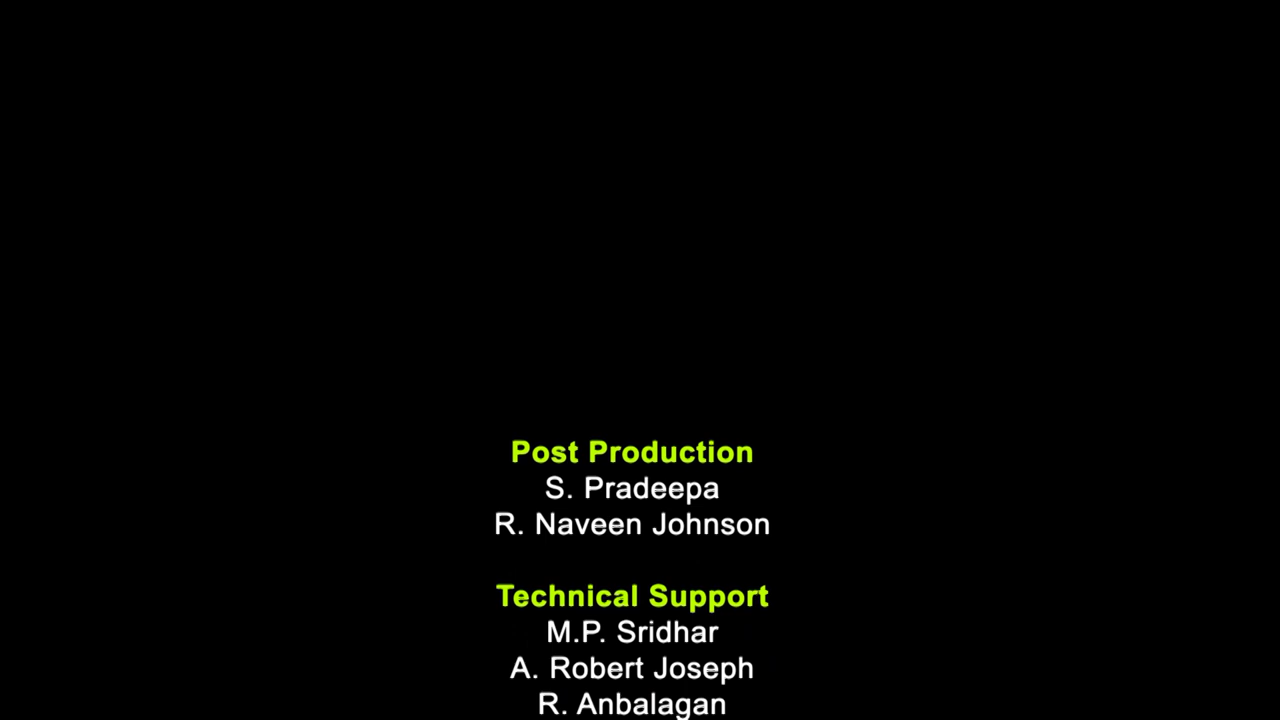 Post Production
S. Pradeepa
R. Naveen Johnson
Technical Support
M.P. Sridhar
A. Robert Joseph
R. Anbalagan